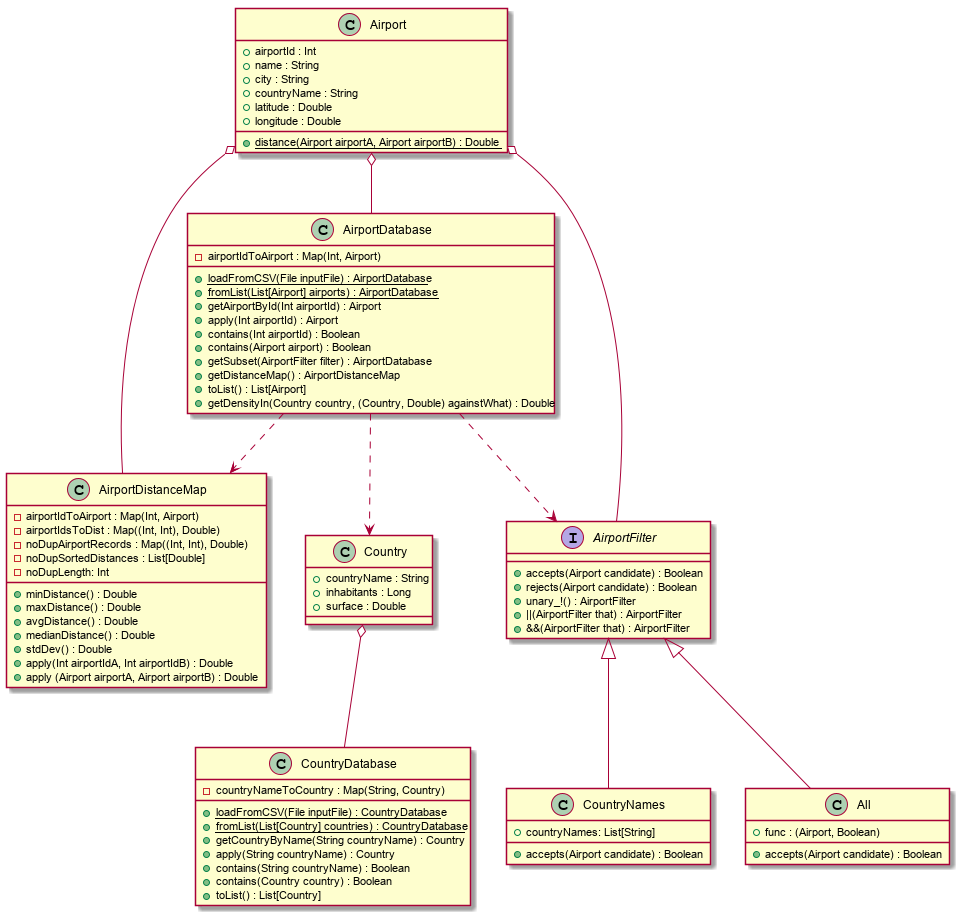 C Airport
airportId : Int
name : String
city : String
countryName : String
latitude : Double
longitude : Double
distance(Airport airportA, Airport airportB) : Double
C AirportDatabase
airportIdToAirport : Map(Int, Airport)
loadFromCSV(File inputFile) : AirportDatabase
fromList(List[Airport] airports) : AirportDatabase
getAirportById(Int airportId) : Airport
apply(Int airportId) : Airport
contains(Int airportId) : Boolean
contains(Airport airport) : Boolean
getSubset(AirportFilter filter) : AirportDatabase
getDistanceMap() : AirportDistanceMap
toList() : List[Airport]
getDensityIn(Country country, (Country, Double) againstWhat) : Double
C AirportDistanceMap
airportIdToAirport : Map(Int, Airport)
airportIdsToDist : Map((Int, Int), Double)
noDupAirportRecords : Map((Int, Int), Double)
noDupSortedDistances : List[Double]
noDupLength: Int
minDistance() : Double
maxDistance() : Double
avgDistance() : Double
medianDistance() : Double
stdDev() : Double
apply(Int airportIdA, Int airportIdB) : Double
apply (Airport airportA, Airport airportB) : Double
C Country
countryName : String
inhabitants : Long
surface : Double
I AirportFilter
accepts(Airport candidate) : Boolean
rejects(Airport candidate) : Boolean
unary_!() : AirportFilter
||(AirportFilter that) : AirportFilter
&&(AirportFilter that) : AirportFilter
C CountryDatabase
countryNameToCountry : Map(String, Country)
loadFromCSV(File inputFile) : CountryDatabase
fromList(List[Country] countries) : CountryDatabase
getCountryByName(String countryName) : Country
apply(String countryName) : Country
contains(String countryName) : Boolean
contains(Country country) : Boolean
toList() : List[Country]
C CountryNames
countryNames: List[String]
accepts(Airport candidate) : Boolean
C All
func : (Airport, Boolean)
accepts(Airport candidate) : Boolean